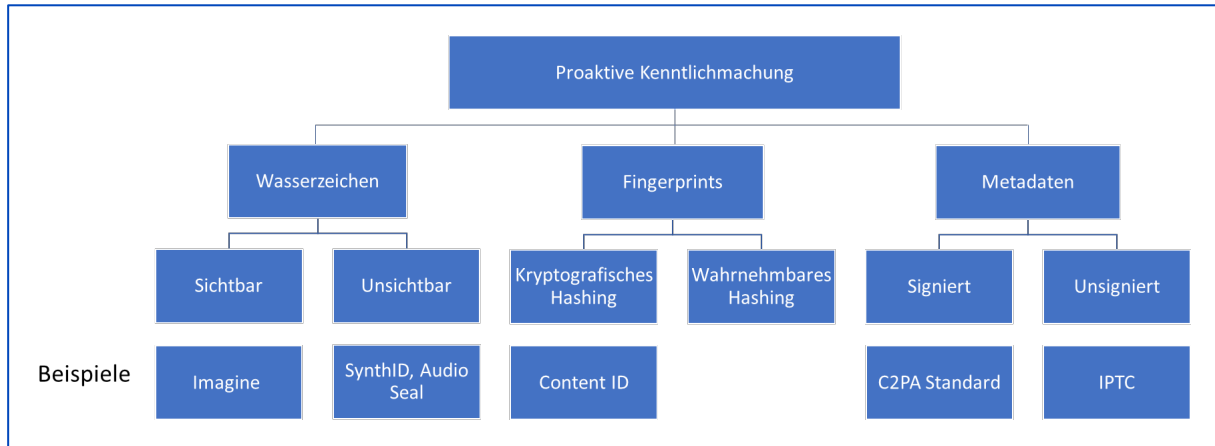 Proaktive Kenntlichmachung
Wasserzeichen
Fingerprints
Metadaten
Sichtbar
Unsichtbar
Kryptografisches
Hashing
Wahrnehmbares
Hashing
Signiert
Unsigniert
Beispiele
Imagine
SynthID, Audio
Seal
Content ID
C2PA Standard
IPTC